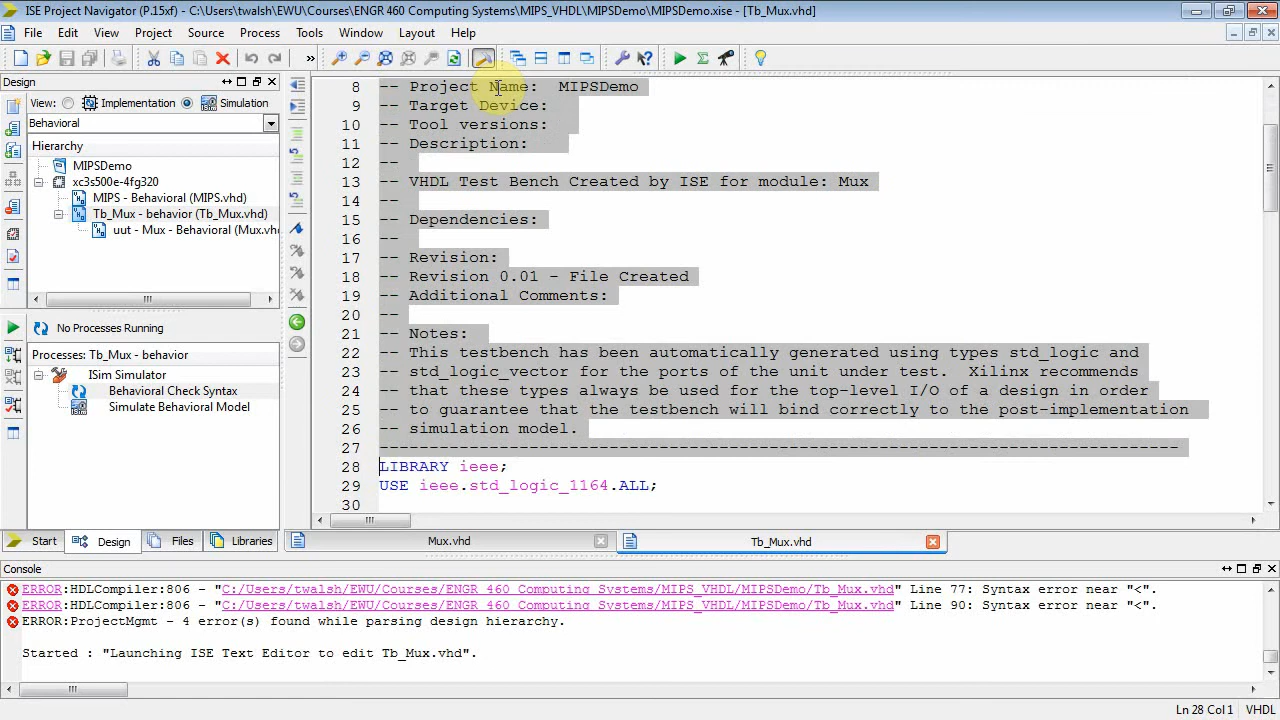 ISE Project Navigator (P.15xf) - C:\Users\twalsh\EWU\Courses\ENGR 460 Computing Systems\MIPS_VHDL\MIPSDemo\MIPSDemo.xise - [Tb_Mux.vhd]
File Edit View Project Source Process Tools Window Layout Help
»
Design
View: Implementation Simulation
Behavioral
Hierarchy
MIPSDemo
xc3s500e-4fg320
MIPS - Behavioral (MIPS.vhd)
Tb_Mux - behavior (Tb_Mux.vhd)
uut - Mux - Behavioral (Mux.vh
No Processes Running
Processes: Tb_Mux - behavior
ISim Simulator
Behavioral Check Syntax
Simulate Behavioral Model
Start Design Files Libraries
8 -- Project Name: MIPSDemo
9 -- Target Device:
10 -- Tool versions:
11 -- Description:
12 --
13 -- VHDL Test Bench Created by ISE for module: Mux
14 --
15 -- Dependencies:
16 --
17 -- Revision:
18 -- Revision 0.01 - File Created
19 -- Additional Comments:
20 --
21 -- Notes:
22 -- This testbench has been automatically generated using types std_logic and
23 -- std_logic_vector for the ports of the unit under test. Xilinx recommends
24 -- that these types always be used for the top-level I/O of a design in order
25 -- to guarantee that the testbench will bind correctly to the post-implementation
26 -- simulation model.
27 --------------------------------------------------------------------------------
28 LIBRARY ieee;
29 USE ieee.std_logic_1164.ALL;
30
Mux.vhd Tb_Mux.vhd
Console
ERROR:HDLCompiler:806 - "C:/Users/twalsh/EWU/Courses/ENGR 460 Computing Systems/MIPS_VHDL/MIPSDemo/Tb_Mux.vhd" Line 77: Syntax error near "<".
ERROR:HDLCompiler:806 - "C:/Users/twalsh/EWU/Courses/ENGR 460 Computing Systems/MIPS_VHDL/MIPSDemo/Tb_Mux.vhd" Line 90: Syntax error near "<".
ERROR:ProjectMgmt - 4 error(s) found while parsing design hierarchy.
Started : "Launching ISE Text Editor to edit Tb_Mux.vhd".
Ln 28 Col 1 VHDL